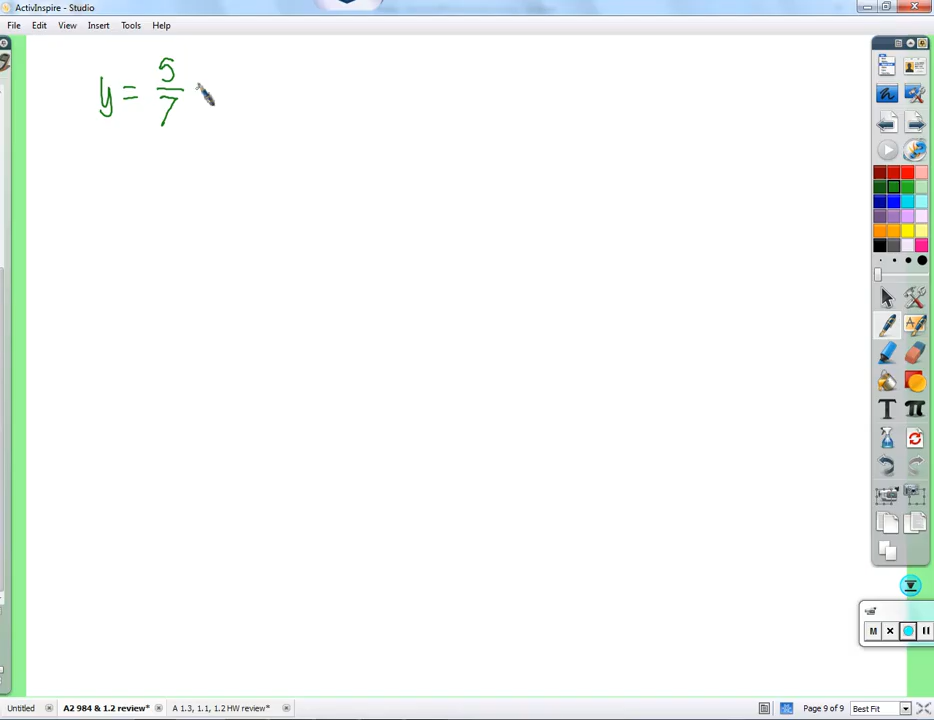 ActivInspire - Studio
File Edit View Insert Tools Help
y = 5/7
T π
M
Untitled A2 984 & 1.2 review* A 1.3, 1.1, 1.2 HW review* Page 9 of 9 Best Fit